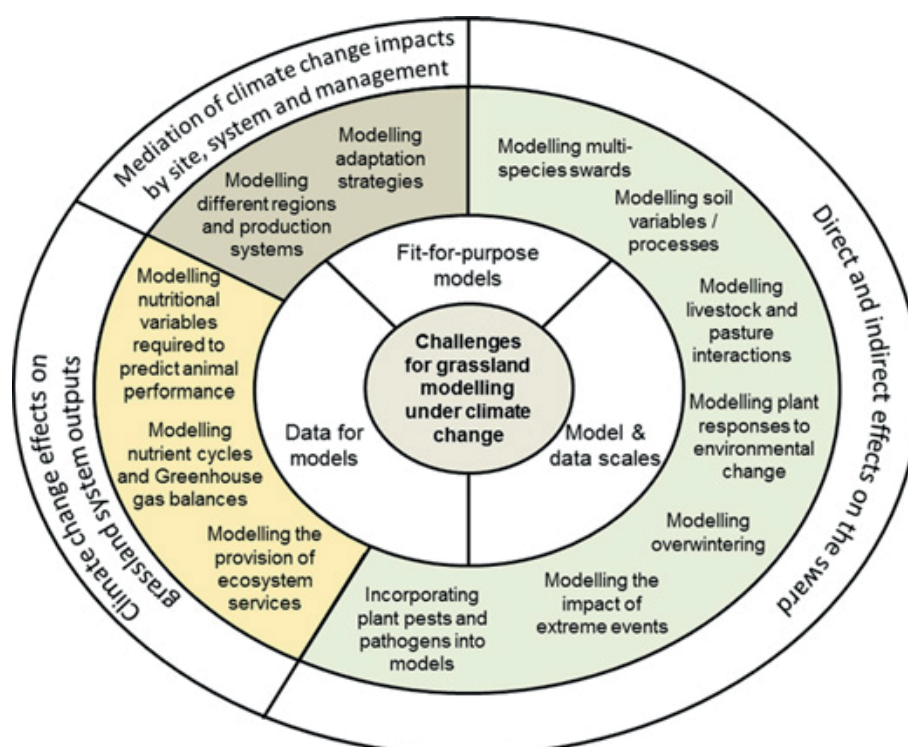 Mediation of climate change impacts
by site, system and management
Direct and indirect effects on the sward
Climate change effects on
grassland system outputs
Modelling
adaptation
strategies
Modelling
different regions
and production
systems
Modelling multi-
species swards
Modelling soil
variables /
processes
Modelling
livestock and
pasture
interactions
Modelling plant
responses to
environmental
change
Modelling
overwintering
Modelling the
impact of
extreme events
Incorporating
plant pests and
pathogens into
models
Modelling
nutritional
variables
required to
predict animal
performance
Modelling
nutrient cycles
and Greenhouse
gas balances
Modelling the
provision of
ecosystem
services
Fit-for-purpose
models
Data for
models
Model &
data scales
Challenges
for grassland
modelling
under climate
change